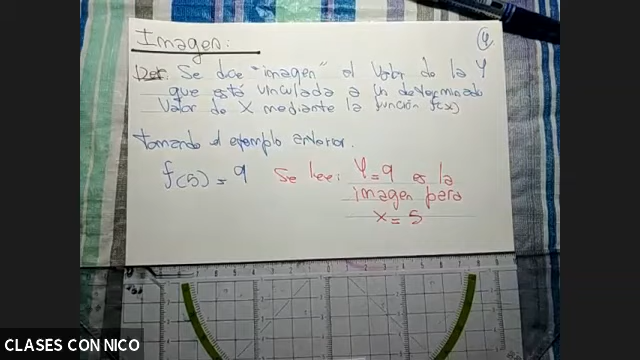 Imagen:
4
Def: Se dice "imagen" al valor de la Y
que está vinculada a un determinado
valor de X mediante la función f(x)
tomando el ejemplo anterior.
f(5) = 9 Se lee: Y = 9 es la
imagen para
x = 5
CLASES CON NICO